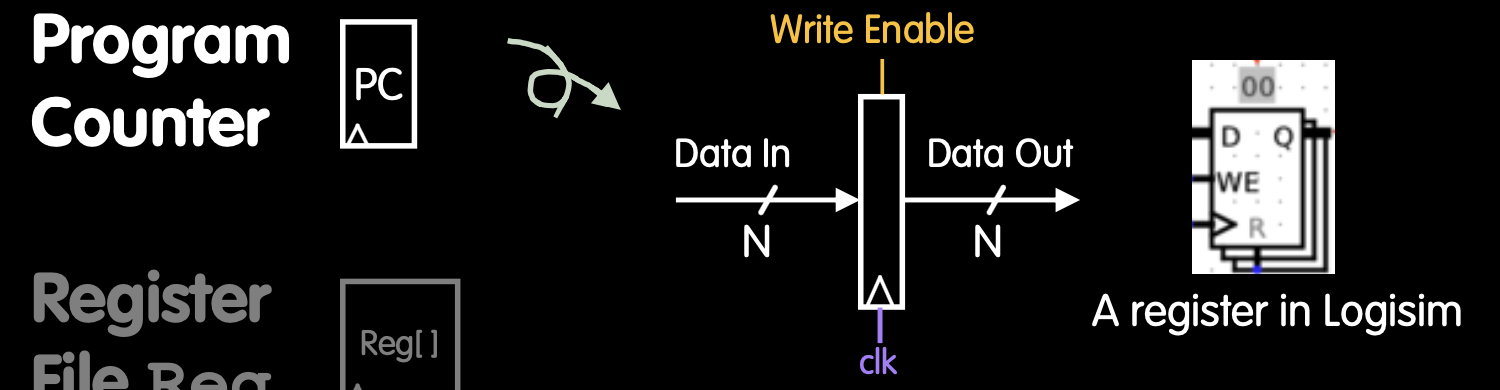 Program
Counter
PC
Write Enable
Data In
N
Data Out
N
clk
00
D Q
WE
R
A register in Logisim
Register
File Reg
Reg[ ]